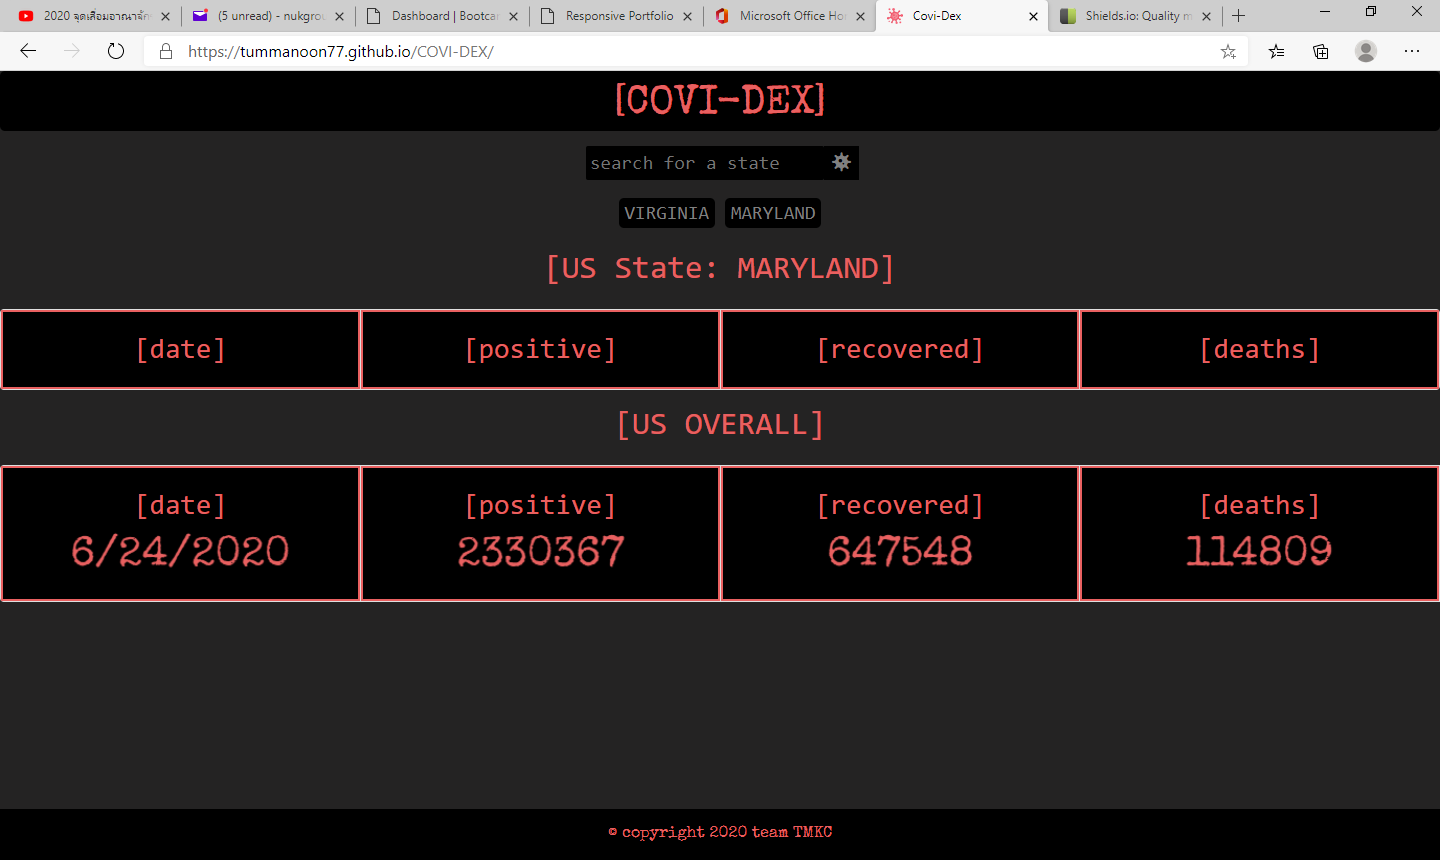 2020 จุดเสื่อมอาณาจัก
(5 unread) - nukgrou
Dashboard | Bootcar
Responsive Portfolio
Microsoft Office Ho
Covi-Dex
Shields.io: Quality m
https://tummanoon77.github.io/COVI-DEX/
[COVI-DEX]
search for a state
VIRGINIA MARYLAND
[US State: MARYLAND]
[date] [positive] [recovered] [deaths]
[US OVERALL]
[date] [positive] [recovered] [deaths]
6/24/2020 2330367 647548 114809
© copyright 2020 team TMKC